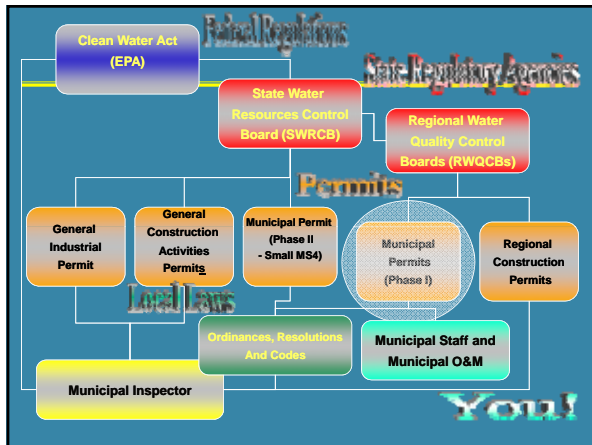 Clean Water Act
(EPA)
Federal Regulations
State Regulatory Agencies
State Water
Resources Control
Board (SWRCB)
Regional Water
Quality Control
Boards (RWQCBs)
Permits
General
Industrial
Permit
General
Construction
Activities
Permits
Municipal Permit
(Phase II
- Small MS4)
Municipal
Permits
(Phase I)
Regional
Construction
Permits
Local Laws
Ordinances, Resolutions
And Codes
Municipal Staff and
Municipal O&M
Municipal Inspector
You!